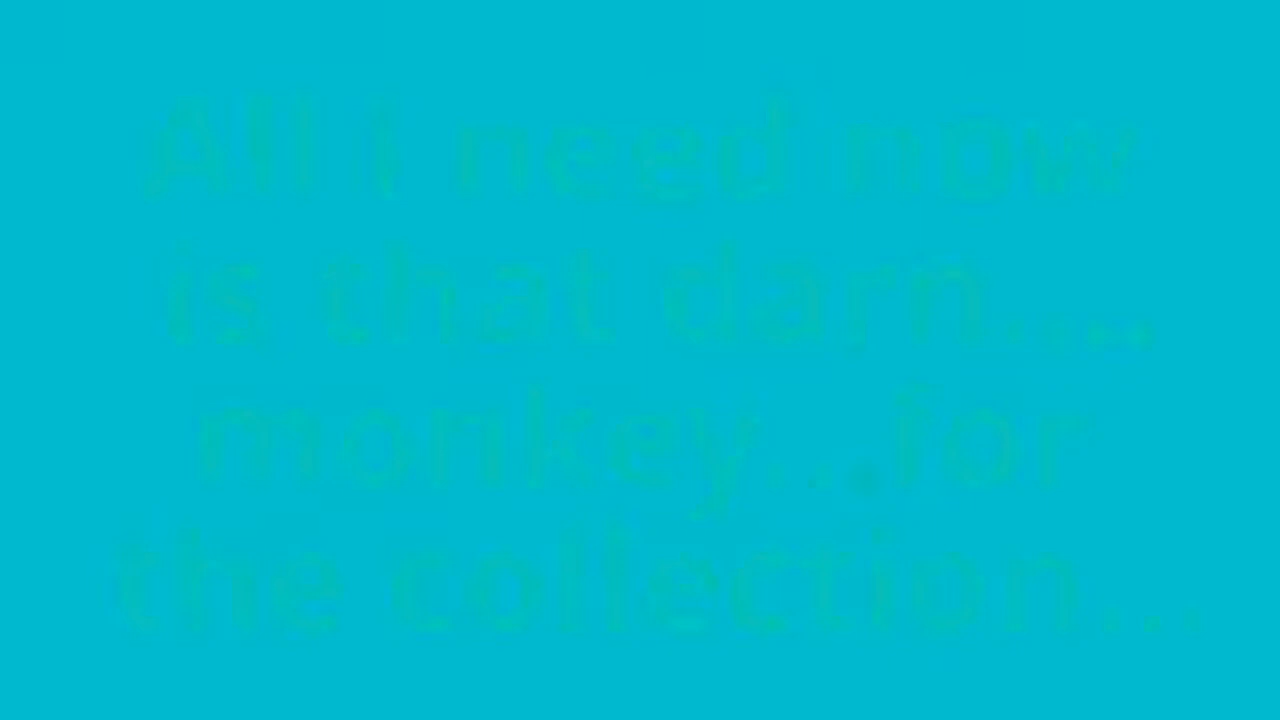 All I need now
is that darn.....
monkey...for
the collection...